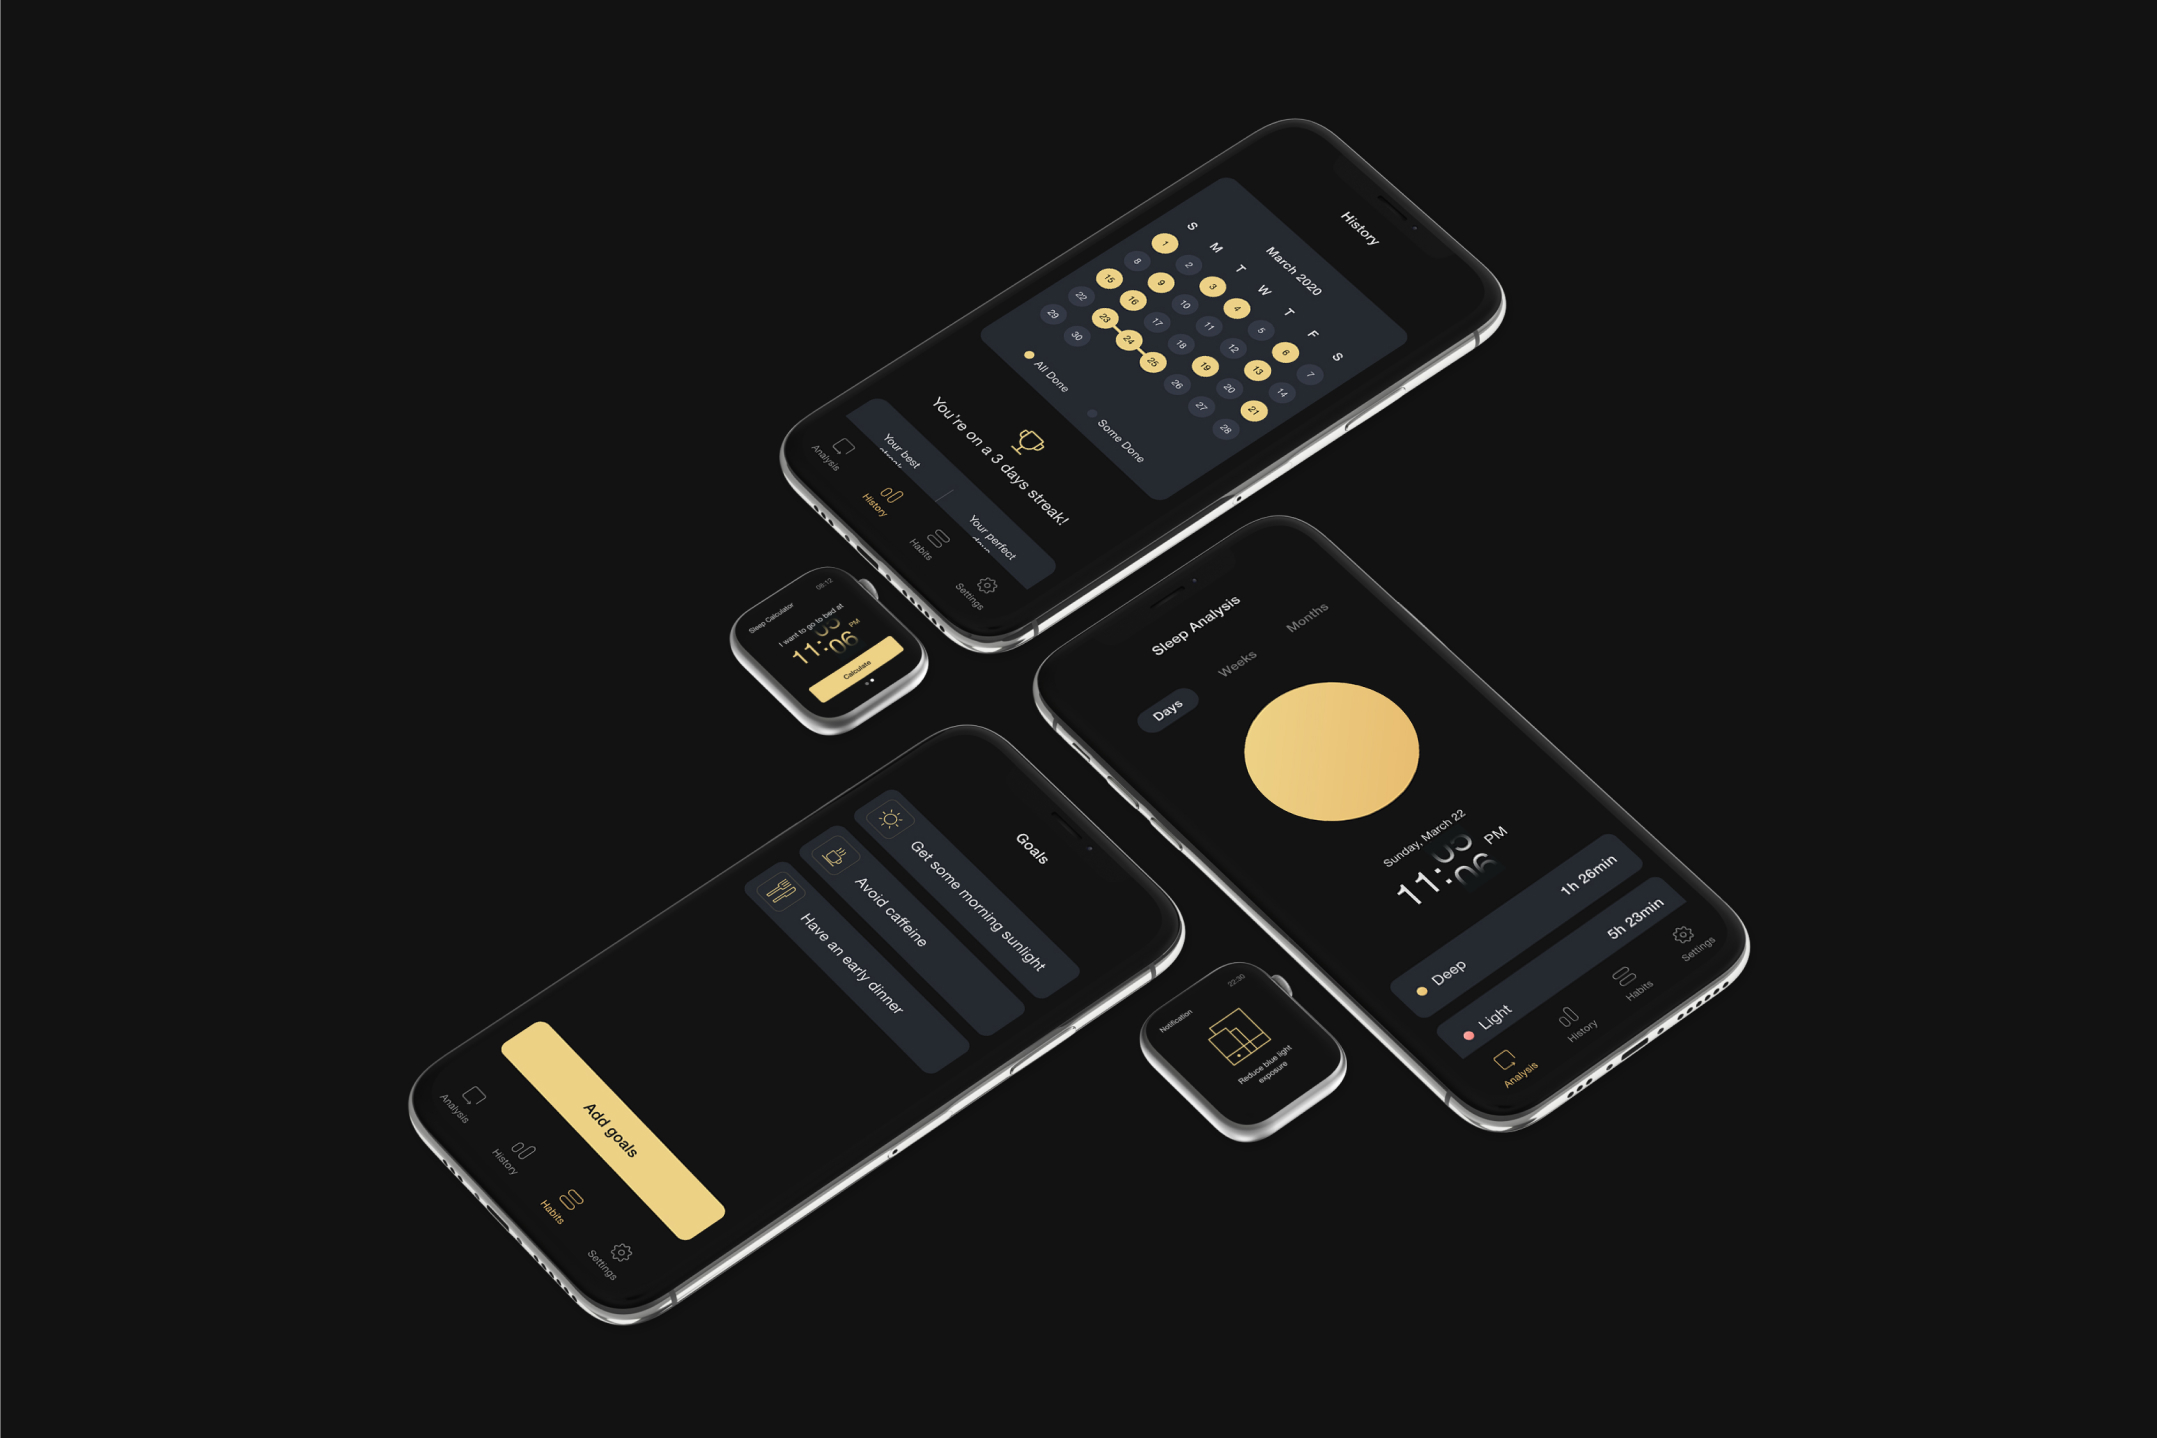 History
March 2020
S M T W T F S
1 2 3 4 5 6 7
8 9 10 11 12 13 14
15 16 17 18 19 20 21
22 23 24 25 26 27 28
29 30
All Done
Some Done
You're on a 3 days streak!
Your best
Your perfect
Analysis
History
Habits
Settings
Sleep Calculator
08:12
I want to go to bed at
05
11:06 PM
Calculate
Sleep Analysis
Days
Weeks
Months
Sunday, March 22
05
11:06 PM
Deep
1h 26min
Light
5h 23min
Analysis
History
Habits
Settings
Goals
Get some morning sunlight
Avoid caffeine
Have an early dinner
Add goals
Analysis
History
Habits
Settings
Notification
22:30
Reduce blue light
exposure